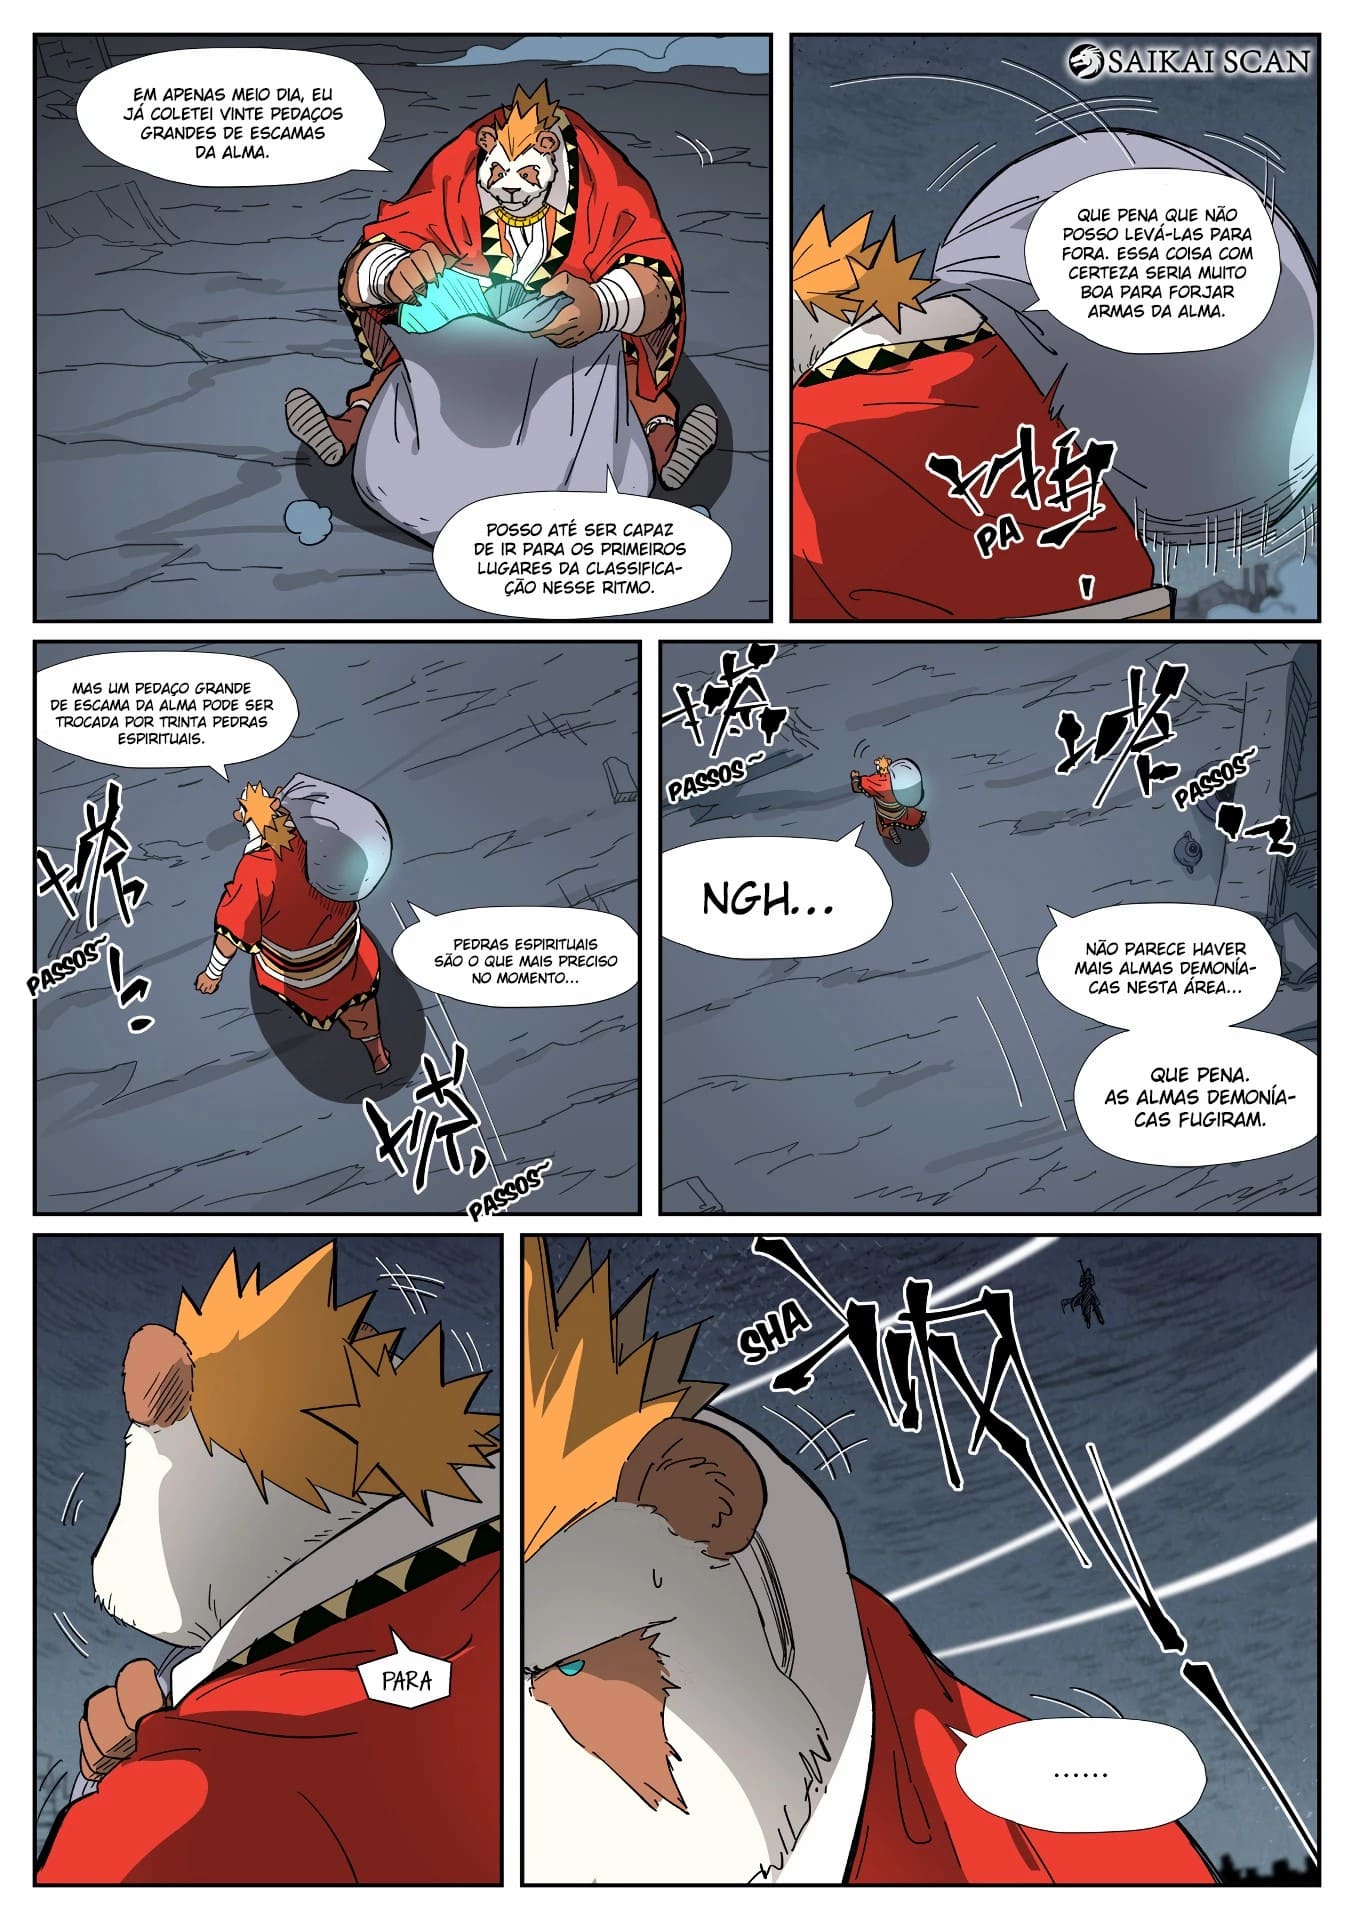 EM APENAS MEIO DIA, EU
JÁ COLETEI VINTE PEDAÇOS
GRANDES DE ESCAMAS
DA ALMA.
POSSO ATÉ SER CAPAZ
DE IR PARA OS PRIMEIROS
LUGARES DA CLASSIFICA-
ÇÃO NESSE RITMO.
SAIKAI SCAN
QUE PENA QUE NÃO
POSSO LEVÁ-LAS PARA
FORA. ESSA COISA COM
CERTEZA SERIA MUITO
BOA PARA FORJAR
ARMAS DA ALMA.
PA
MAS UM PEDAÇO GRANDE
DE ESCAMA DA ALMA PODE SER
TROCADA POR TRINTA PEDRAS
ESPIRITUAIS.
PASSOS~
PEDRAS ESPIRITUAIS
SÃO O QUE MAIS PRECISO
NO MOMENTO...
PASSOS~
PASSOS~
PASSOS~
NGH...
NÃO PARECE HAVER
MAIS ALMAS DEMONÍA-
CAS NESTA ÁREA...
QUE PENA.
AS ALMAS DEMONÍA-
CAS FUGIRAM.
PARA
SHA
......